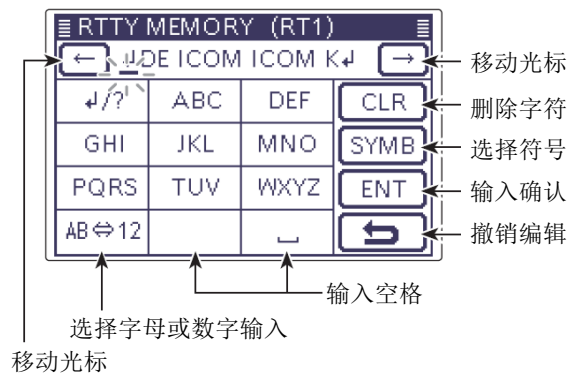 RTTY MEMORY (RT1)
← ↲DE ICOM ICOM K↲ → 移动光标
↲/?! ABC DEF CLR 删除字符
GHI JKL MNO SYMB 选择符号
PQRS TUV WXYZ ENT 输入确认
AB⇔12 ⎵ ⮌ 撤销编辑
输入空格
选择字母或数字输入
移动光标